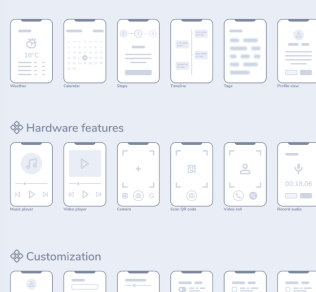 18°C
Weather
Calendar
Steps
Timeline
Tags
Profile view
Hardware features
00:18.06
Music player
Video player
Camera
Scan QR code
Video call
Record audio
Customization